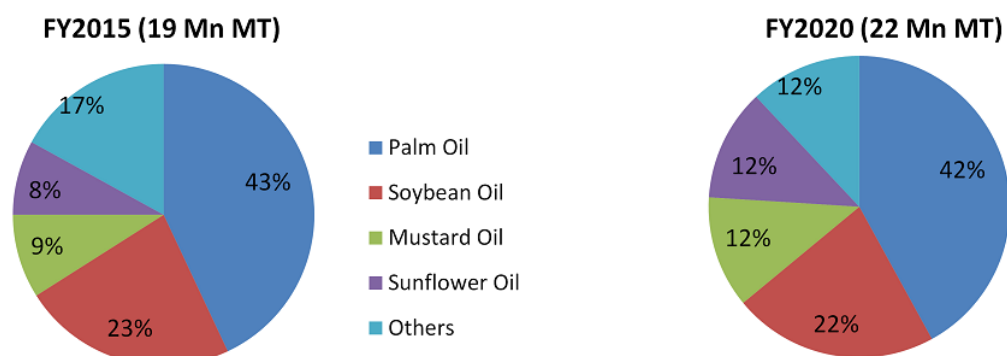 FY2015 (19 Mn MT)
17%
43%
8%
9%
23%
Palm Oil
Soybean Oil
Mustard Oil
Sunflower Oil
Others
FY2020 (22 Mn MT)
12%
42%
12%
12%
22%